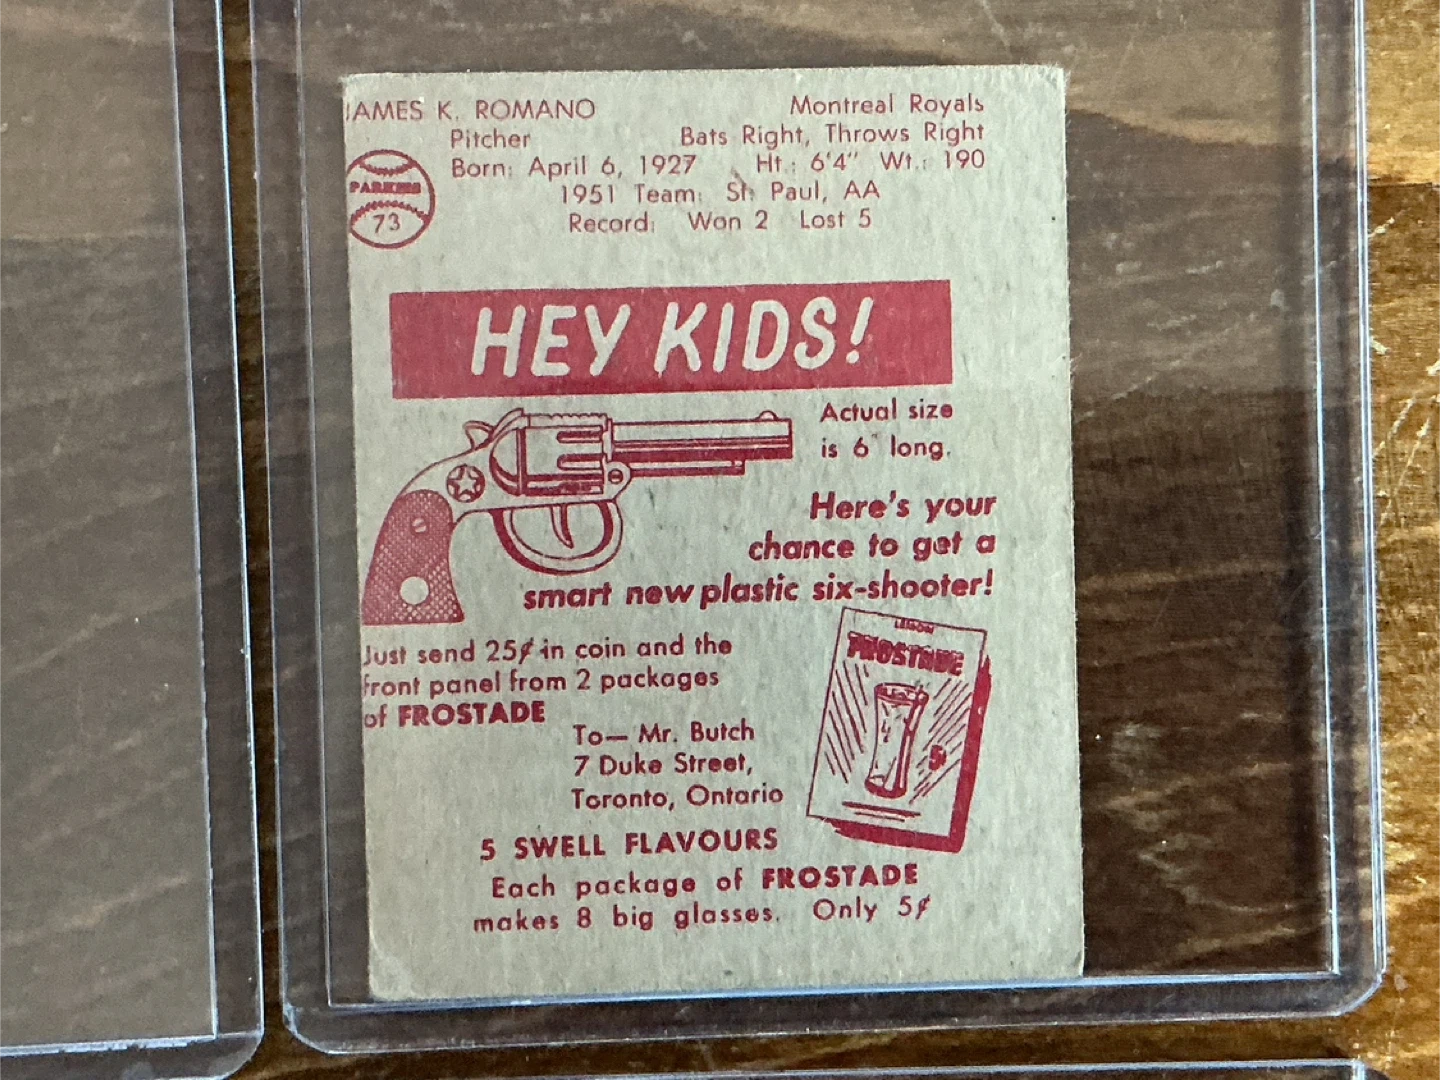 JAMES K. ROMANO Montreal Royals
Pitcher Bats Right, Throws Right
Born: April 6, 1927 Ht.: 6'4" Wt.: 190
1951 Team: St. Paul, AA
Record: Won 2 Lost 5
PARKIES
73
HEY KIDS!
Actual size
is 6" long.
Here's your
chance to get a
smart new plastic six-shooter!
Just send 25¢ in coin and the
front panel from 2 packages
of FROSTADE
To— Mr. Butch
7 Duke Street,
Toronto, Ontario
FROSTADE
5¢
5 SWELL FLAVOURS
Each package of FROSTADE
makes 8 big glasses. Only 5¢